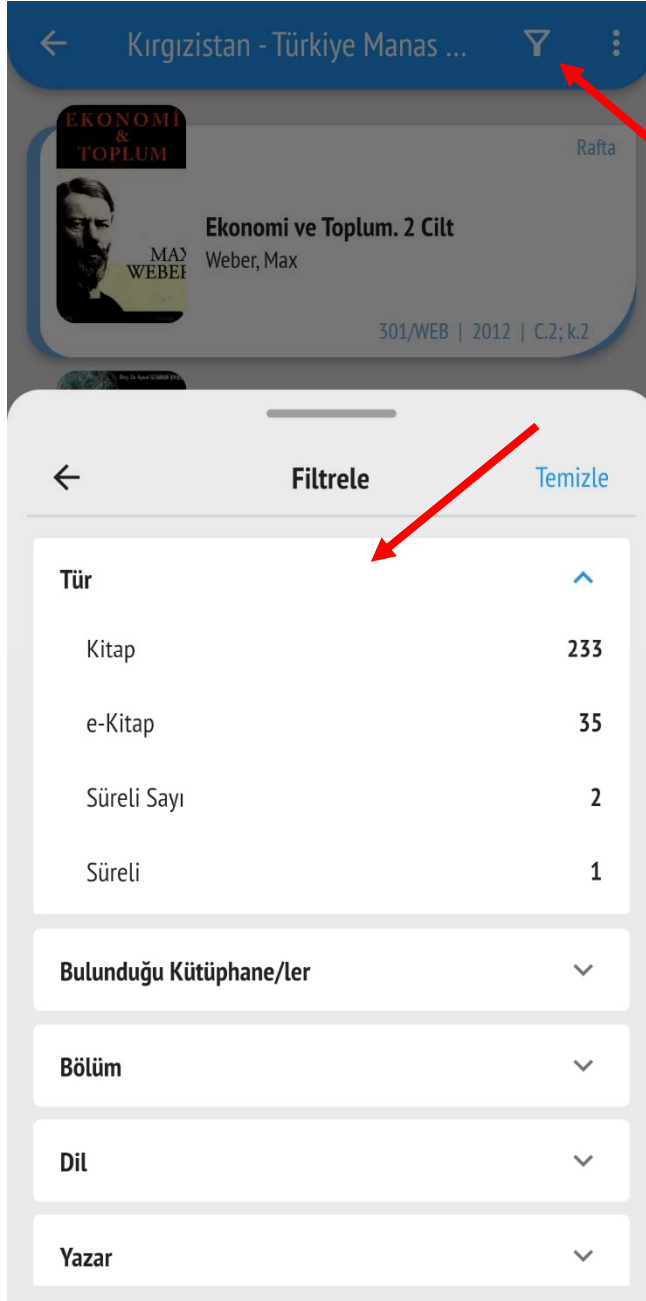 Kırgızistan - Türkiye Manas ...
EKONOMİ
&
TOPLUM
MAX
WEBER
Rafta
Ekonomi ve Toplum. 2 Cilt
Weber, Max
301/WEB | 2012 | C.2; k.2
Filtrele
Temizle
Tür
Kitap 233
e-Kitap 35
Süreli Sayı 2
Süreli 1
Bulunduğu Kütüphane/ler
Bölüm
Dil
Yazar